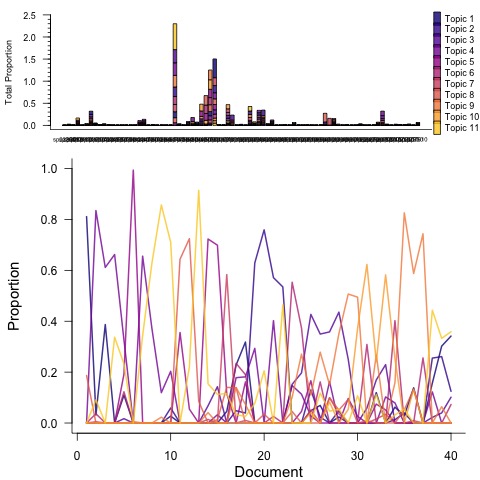 2.5
2.0
1.5
1.0
0.5
0.0
Total Proportion
Topic 1
Topic 2
Topic 3
Topic 4
Topic 5
Topic 6
Topic 7
Topic 8
Topic 9
Topic 10
Topic 11
1.0
0.8
0.6
0.4
0.2
0.0
Proportion
0 10 20 30 40
Document